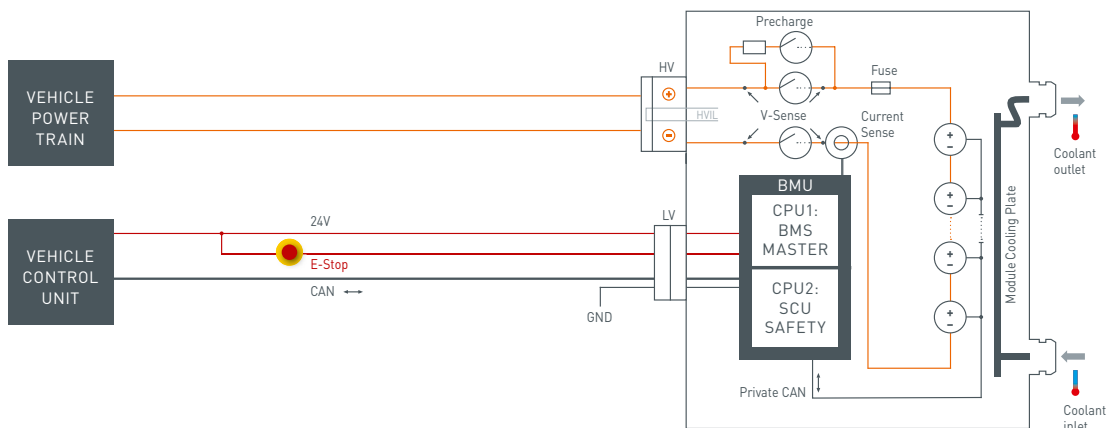 Precharge
Fuse
HV
VEHICLE
POWER
TRAIN
+
HVIL
V-Sense
Current
Sense
-
Coolant
outlet
BMU
CPU1:
BMS
MASTER
LV
24V
E-Stop
CAN
VEHICLE
CONTROL
UNIT
GND
CPU2:
SCU
SAFETY
+
-
+
-
+
-
+
-
Module Cooling Plate
Private CAN
Coolant
inlet